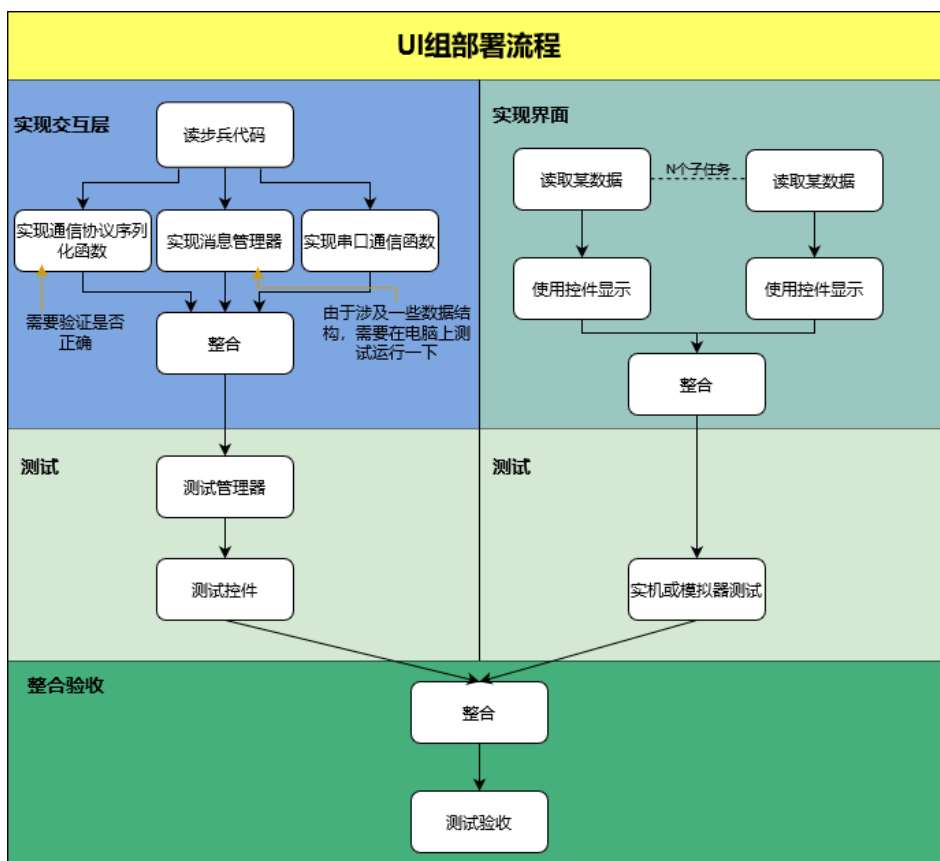 UI组部署流程
实现交互层
读步兵代码
实现通信协议序列
化函数
实现消息管理器
实现串口通信函数
需要验证是否
正确
由于涉及一些数据结
构，需要在电脑上测
试运行一下
整合
实现界面
读取某数据
N个子任务
读取某数据
使用控件显示
使用控件显示
整合
测试
测试管理器
测试控件
测试
实机或模拟器测试
整合验收
整合
测试验收